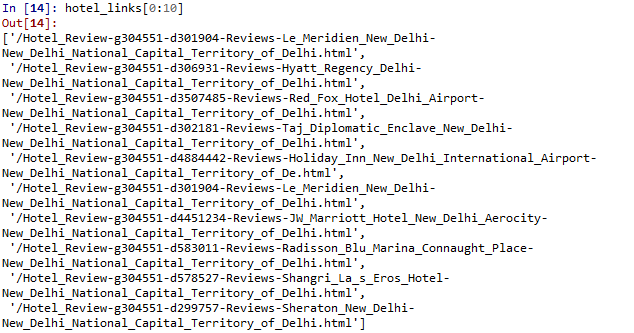 In [14]: hotel_links[0:10]
Out[14]:
['/Hotel_Review-g304551-d301904-Reviews-Le_Meridien_New_Delhi-
New_Delhi_National_Capital_Territory_of_Delhi.html',
'/Hotel_Review-g304551-d306931-Reviews-Hyatt_Regency_Delhi-
New_Delhi_National_Capital_Territory_of_Delhi.html',
'/Hotel_Review-g304551-d3507485-Reviews-Red_Fox_Hotel_Delhi_Airport-
New_Delhi_National_Capital_Territory_of_Delhi.html',
'/Hotel_Review-g304551-d302181-Reviews-Taj_Diplomatic_Enclave_New_Delhi-
New_Delhi_National_Capital_Territory_of_Delhi.html',
'/Hotel_Review-g304551-d4884442-Reviews-Holiday_Inn_New_Delhi_International_Airport-
New_Delhi_National_Capital_Territory_of_De.html',
'/Hotel_Review-g304551-d301904-Reviews-Le_Meridien_New_Delhi-
New_Delhi_National_Capital_Territory_of_Delhi.html',
'/Hotel_Review-g304551-d4451234-Reviews-JW_Marriott_Hotel_New_Delhi_Aerocity-
New_Delhi_National_Capital_Territory_of_Delhi.html',
'/Hotel_Review-g304551-d583011-Reviews-Radisson_Blu_Marina_Connaught_Place-
New_Delhi_National_Capital_Territory_of_Delhi.html',
'/Hotel_Review-g304551-d578527-Reviews-Shangri_La_s_Eros_Hotel-
New_Delhi_National_Capital_Territory_of_Delhi.html',
'/Hotel_Review-g304551-d299757-Reviews-Sheraton_New_Delhi-
New_Delhi_National_Capital_Territory_of_Delhi.html']